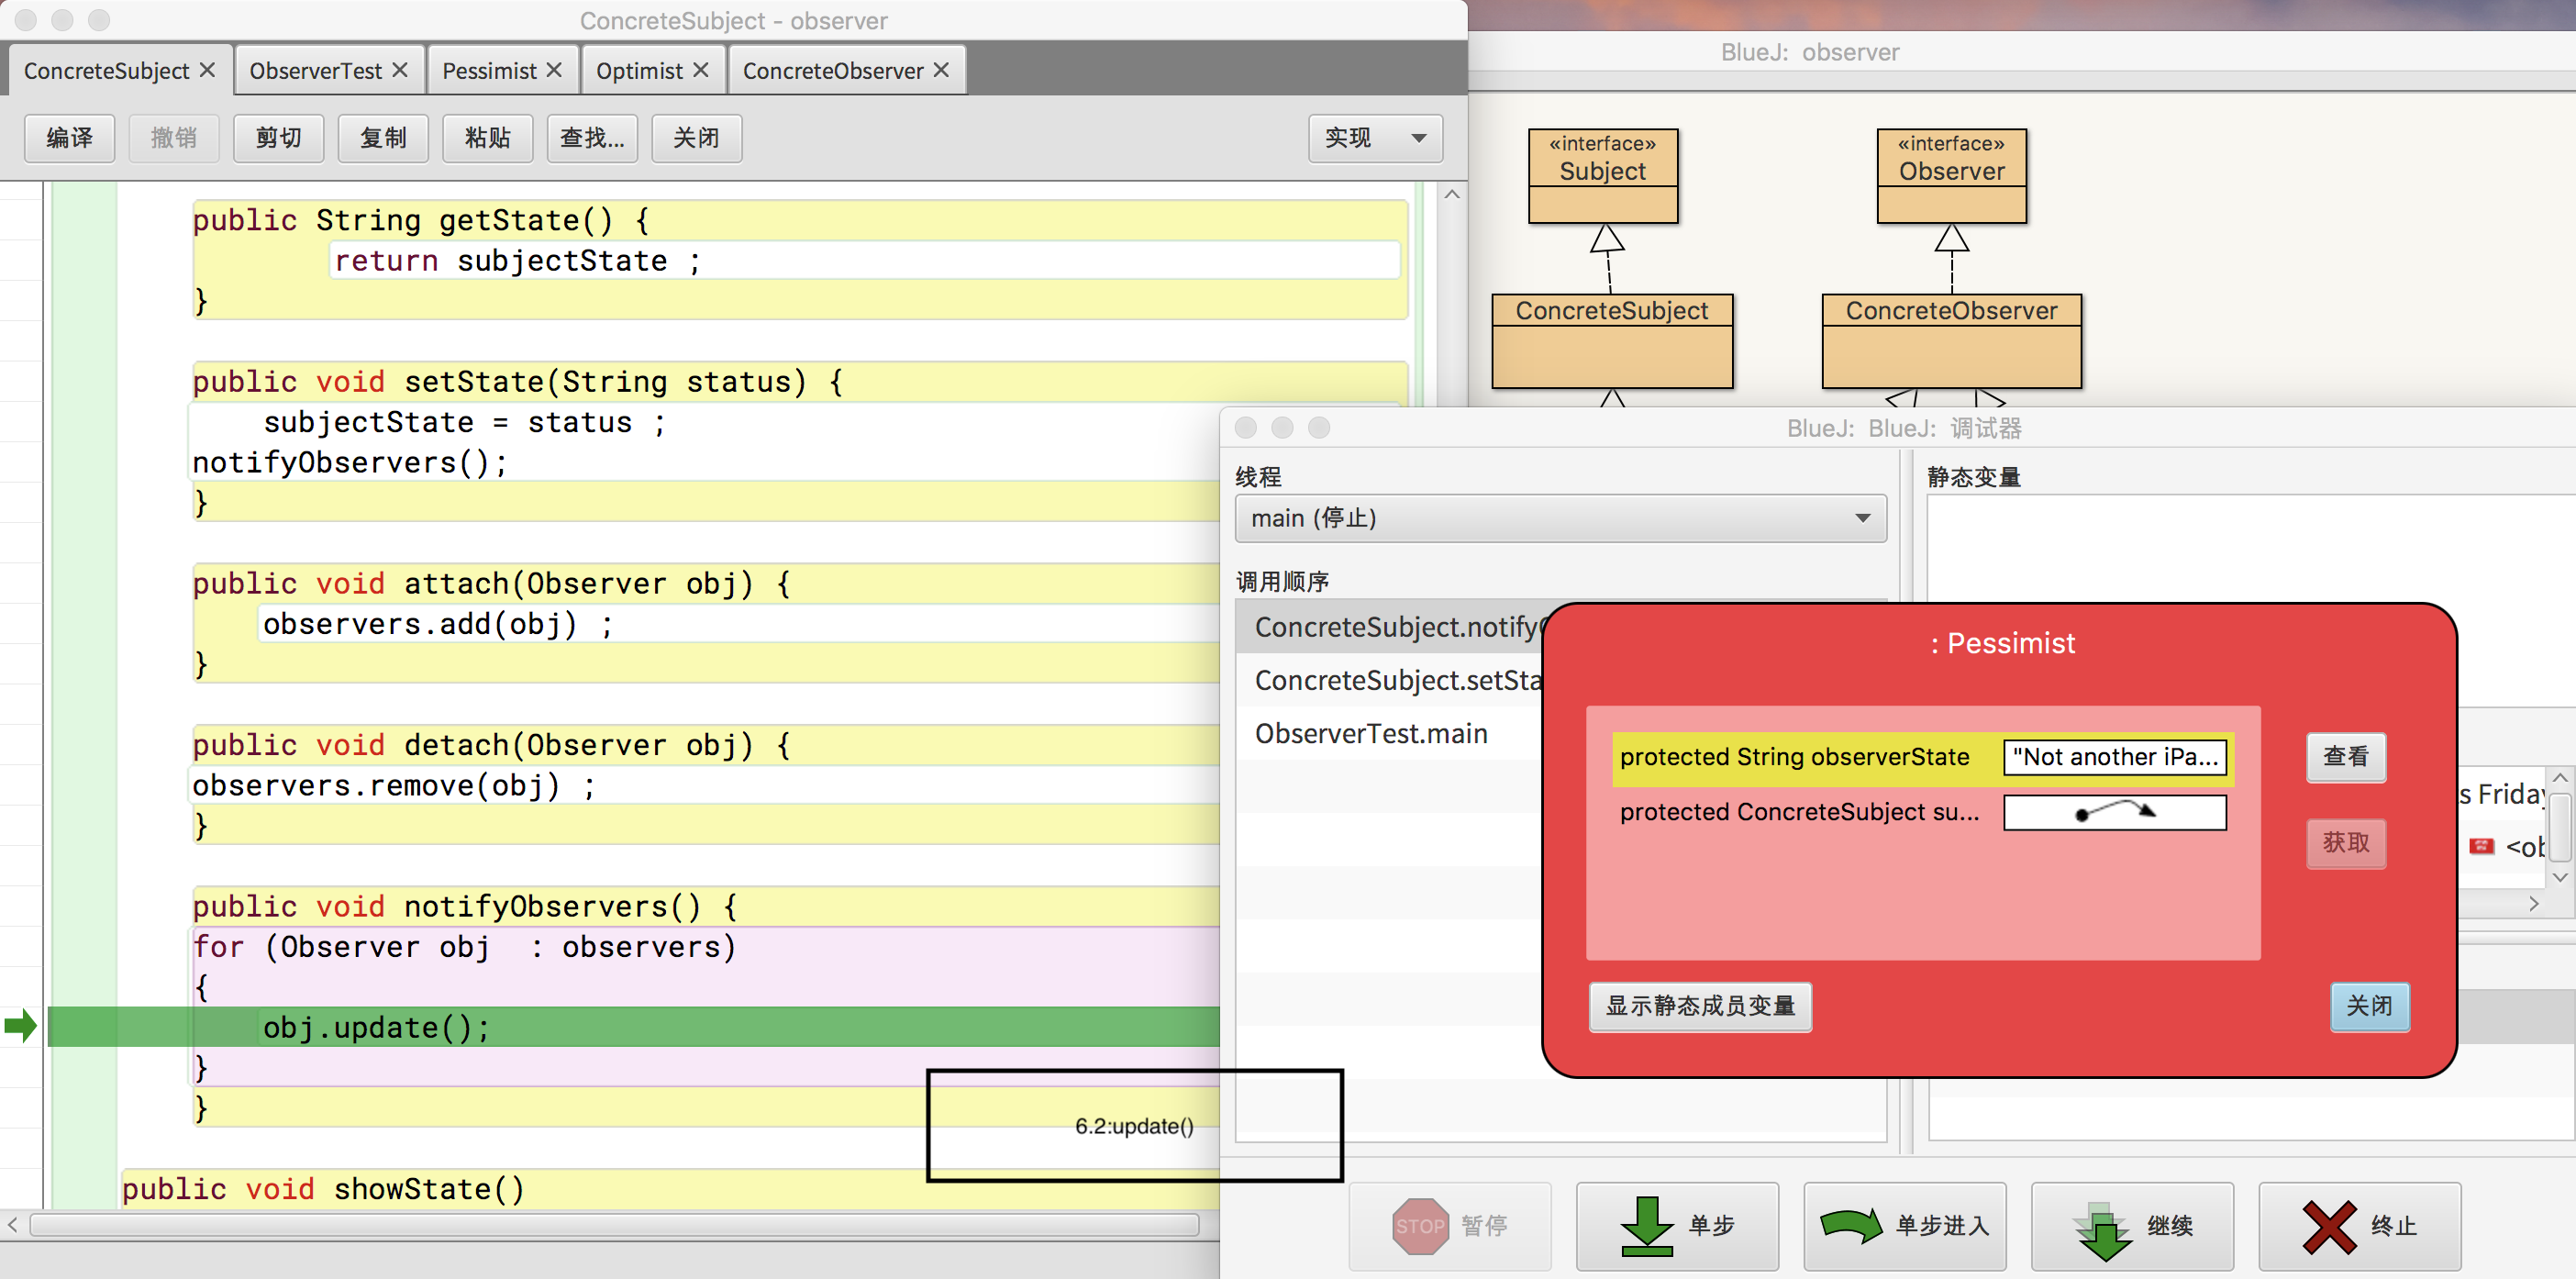 ConcreteSubject - observer
ConcreteSubject
ObserverTest
Pessimist
Optimist
ConcreteObserver
编译
撤销
剪切
复制
粘贴
查找...
关闭
实现
public String getState() {
return subjectState ;
}
public void setState(String status) {
subjectState = status ;
notifyObservers();
}
public void attach(Observer obj) {
observers.add(obj) ;
}
public void detach(Observer obj) {
observers.remove(obj) ;
}
public void notifyObservers() {
for (Observer obj  : observers)
{
obj.update();
}
}
6.2:update()
public void showState()
BlueJ:  observer
«interface»
Subject
«interface»
Observer
ConcreteSubject
ConcreteObserver
BlueJ:  BlueJ:  调试器
线程
main (停止)
调用顺序
ConcreteSubject.notify
ConcreteSubject.setSta
ObserverTest.main
静态变量
s Friday
<ob
: Pessimist
protected String observerState
"Not another iPa...
protected ConcreteSubject su...
查看
获取
显示静态成员变量
关闭
STOP 暂停
单步
单步进入
继续
终止